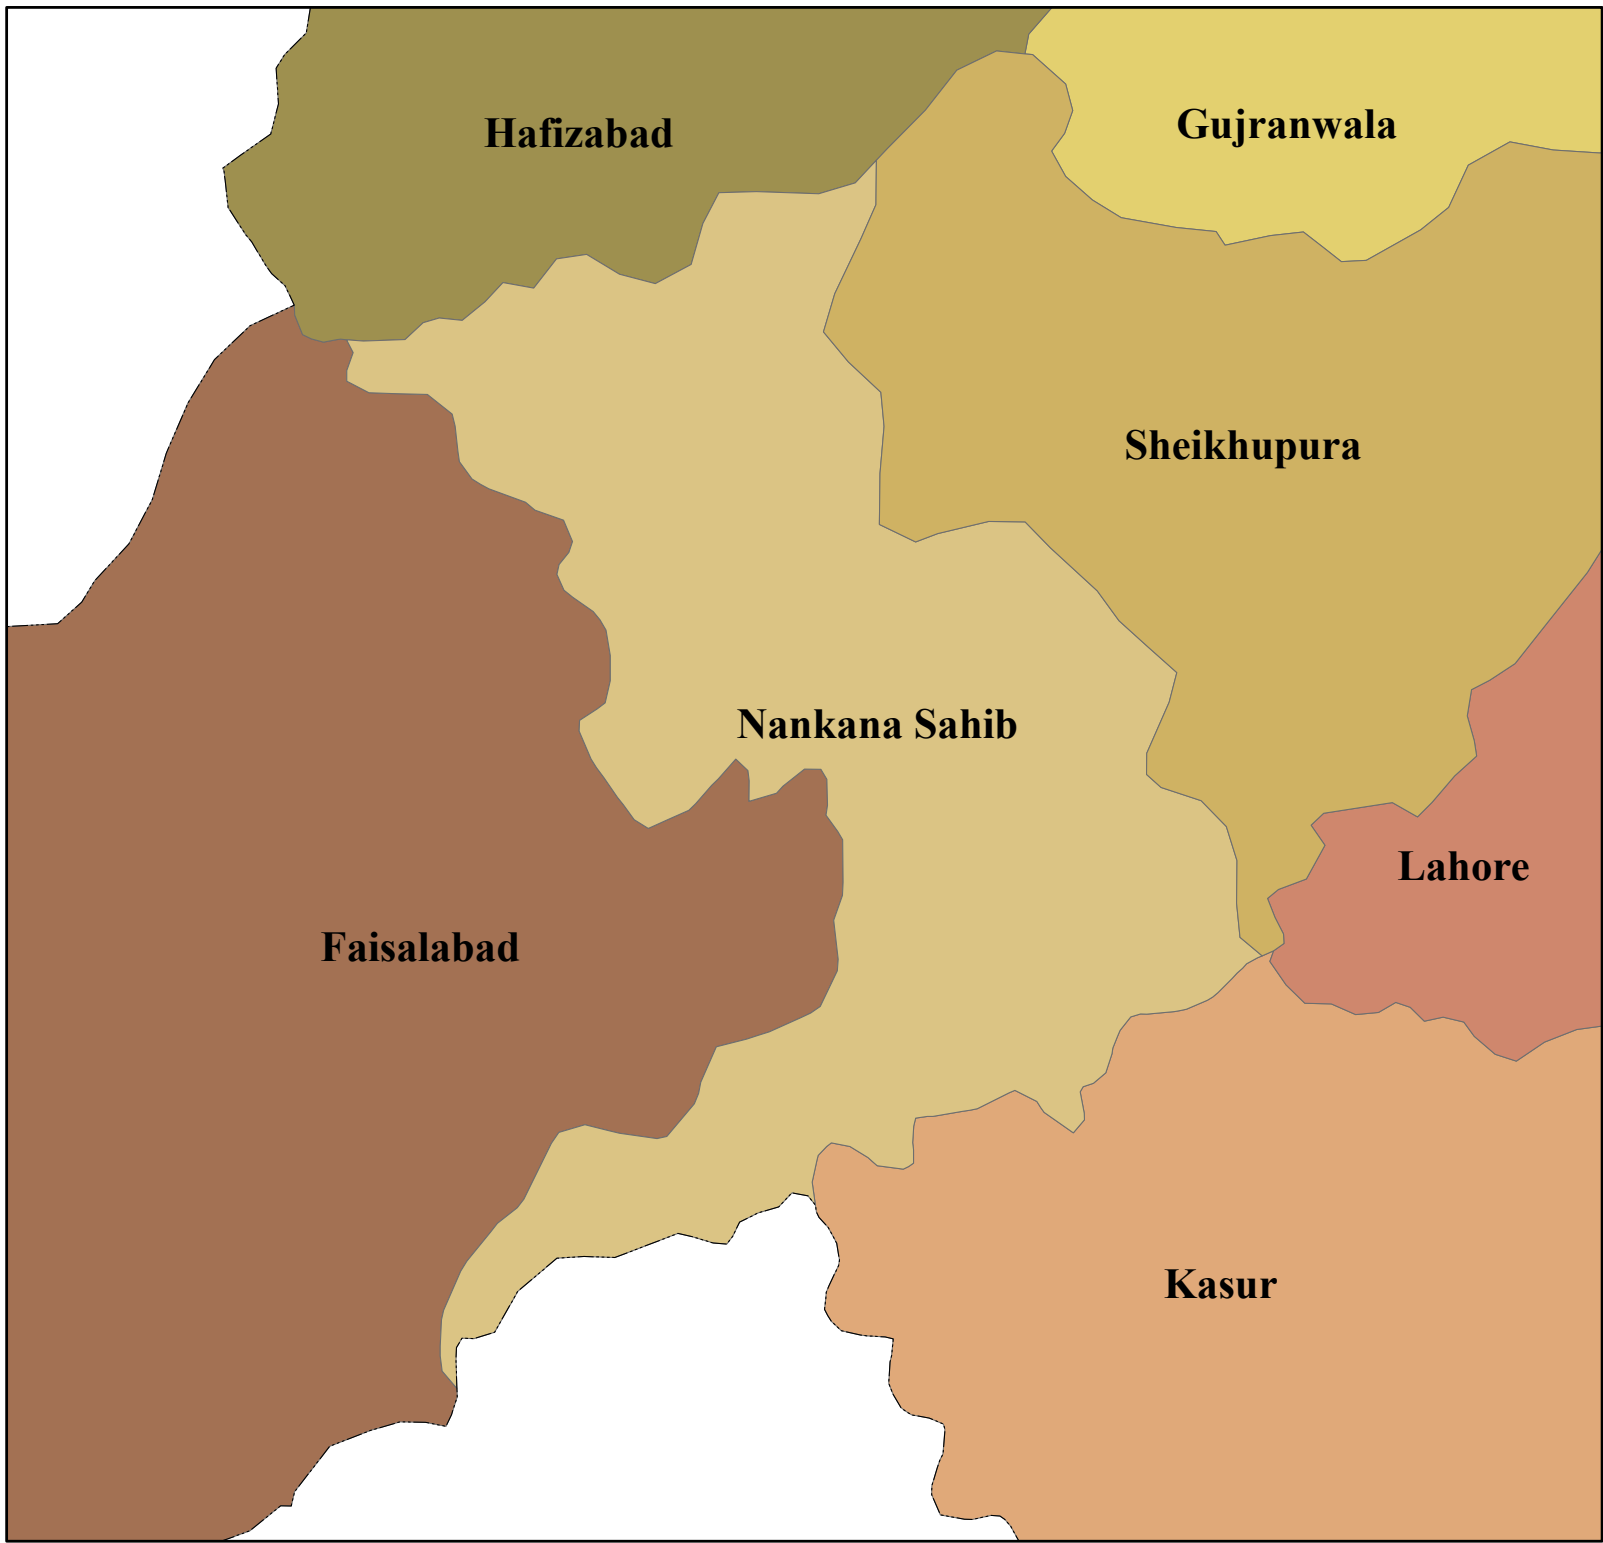 Hafizabad
Gujranwala
Sheikhupura
Nankana Sahib
Lahore
Faisalabad
Kasur